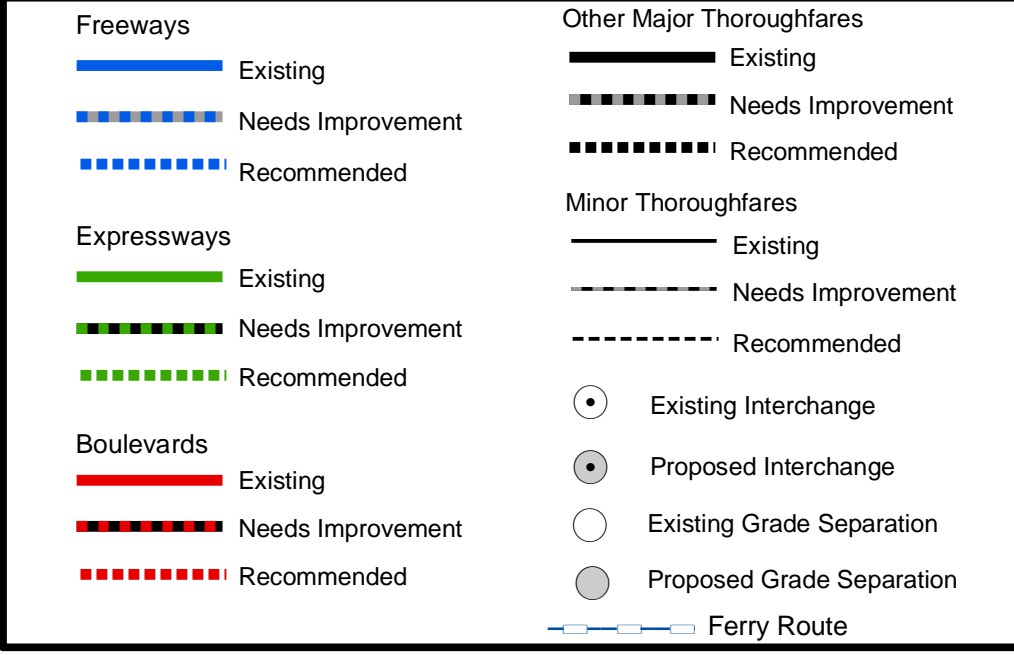 Freeways
Existing
Needs Improvement
Recommended
Expressways
Existing
Needs Improvement
Recommended
Boulevards
Existing
Needs Improvement
Recommended
Other Major Thoroughfares
Existing
Needs Improvement
Recommended
Minor Thoroughfares
Existing
Needs Improvement
Recommended
Existing Interchange
Proposed Interchange
Existing Grade Separation
Proposed Grade Separation
Ferry Route